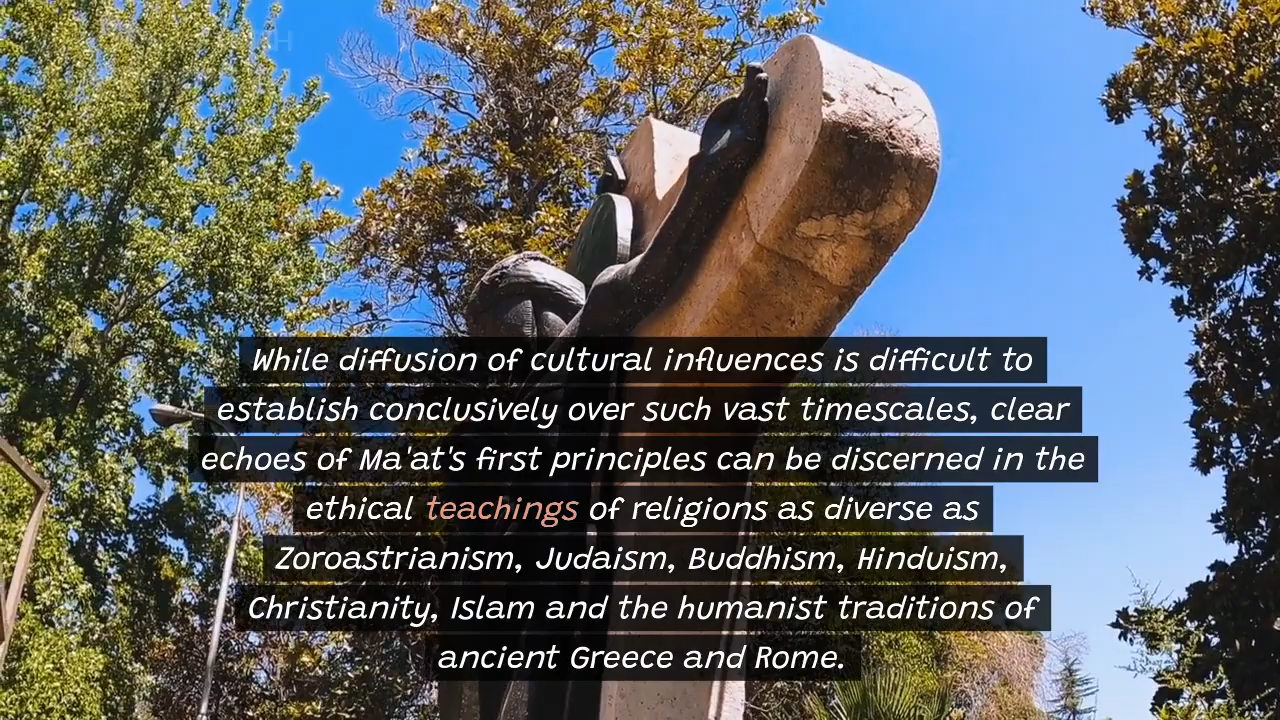 While diffusion of cultural influences is difficult to
establish conclusively over such vast timescales, clear
echoes of Ma'at's first principles can be discerned in the
ethical teachings of religions as diverse as
Zoroastrianism, Judaism, Buddhism, Hinduism,
Christianity, Islam and the humanist traditions of
ancient Greece and Rome.